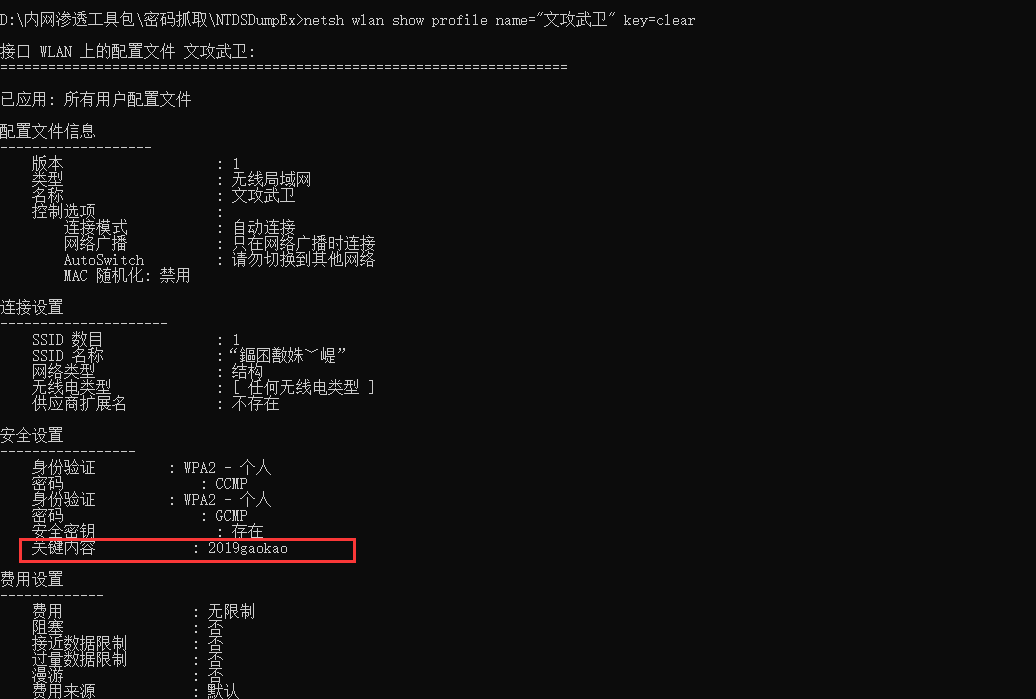 D:\内网渗透工具包\密码抓取\NTDSDumpEx>netsh wlan show profile name="文攻武卫" key=clear
接口 WLAN 上的配置文件 文攻武卫:
=======================================================================
已应用: 所有用户配置文件
配置文件信息
-------------------
版本 : 1
类型 : 无线局域网
名称 : 文攻武卫
控制选项 :
连接模式 : 自动连接
网络广播 : 只在网络广播时连接
AutoSwitch : 请勿切换到其他网络
MAC 随机化: 禁用
连接设置
---------------------
SSID 数目 : 1
SSID 名称 :“鏂囨敾姝﹀崼”
网络类型 : 结构
无线电类型 : [ 任何无线电类型 ]
供应商扩展名 : 不存在
安全设置
-----------------
身份验证 : WPA2 - 个人
密码 : CCMP
身份验证 : WPA2 - 个人
密码 : GCMP
安全密钥 : 存在
关键内容 : 2019gaokao
费用设置
-------------
费用 : 无限制
阻塞 : 否
接近数据限制 : 否
过量数据限制 : 否
漫游 : 否
费用来源 : 默认